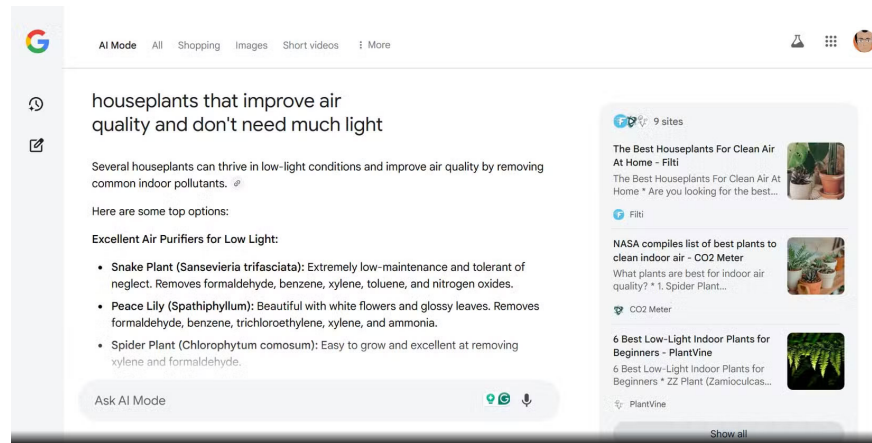 AI Mode All Shopping Images Short videos More
houseplants that improve air
quality and don't need much light
Several houseplants can thrive in low-light conditions and improve air quality by removing
common indoor pollutants.
Here are some top options:
Excellent Air Purifiers for Low Light:
• Snake Plant (Sansevieria trifasciata): Extremely low-maintenance and tolerant of
neglect. Removes formaldehyde, benzene, xylene, toluene, and nitrogen oxides.
• Peace Lily (Spathiphyllum): Beautiful with white flowers and glossy leaves. Removes
formaldehyde, benzene, trichloroethylene, xylene, and ammonia.
• Spider Plant (Chlorophytum comosum): Easy to grow and excellent at removing
xylene and formaldehyde.
Ask AI Mode
9 sites
The Best Houseplants For Clean Air
At Home - Filti
The Best Houseplants For Clean Air At
Home * Are you looking for the best...
Filti
NASA compiles list of best plants to
clean indoor air - CO2 Meter
What plants are best for indoor air
quality? * 1. Spider Plant...
CO2 Meter
6 Best Low-Light Indoor Plants for
Beginners - PlantVine
6 Best Low-Light Indoor Plants for
Beginners * ZZ Plant (Zamioculcas...
PlantVine
Show all